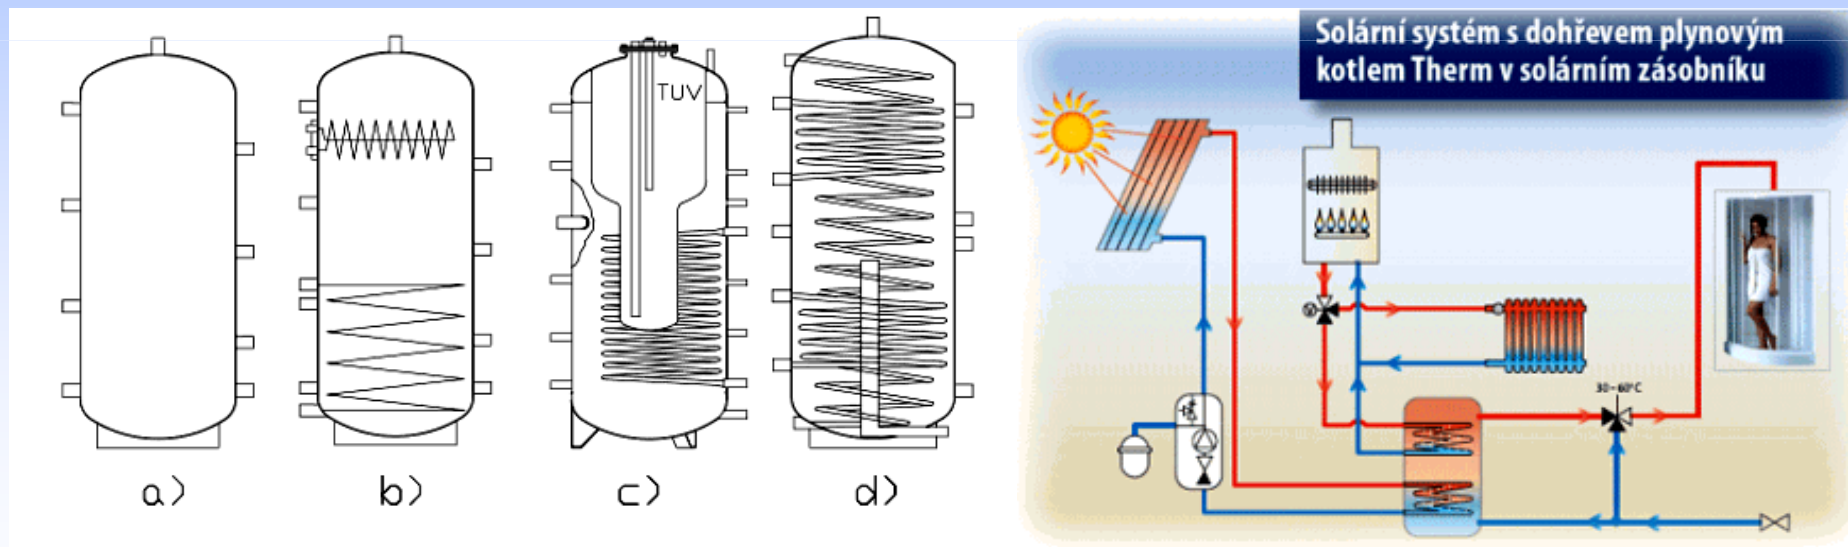 TUV
a)
b)
c)
d)
Solární systém s dohřevem plynovým
kotlem Therm v solárním zásobníku
30-60°C